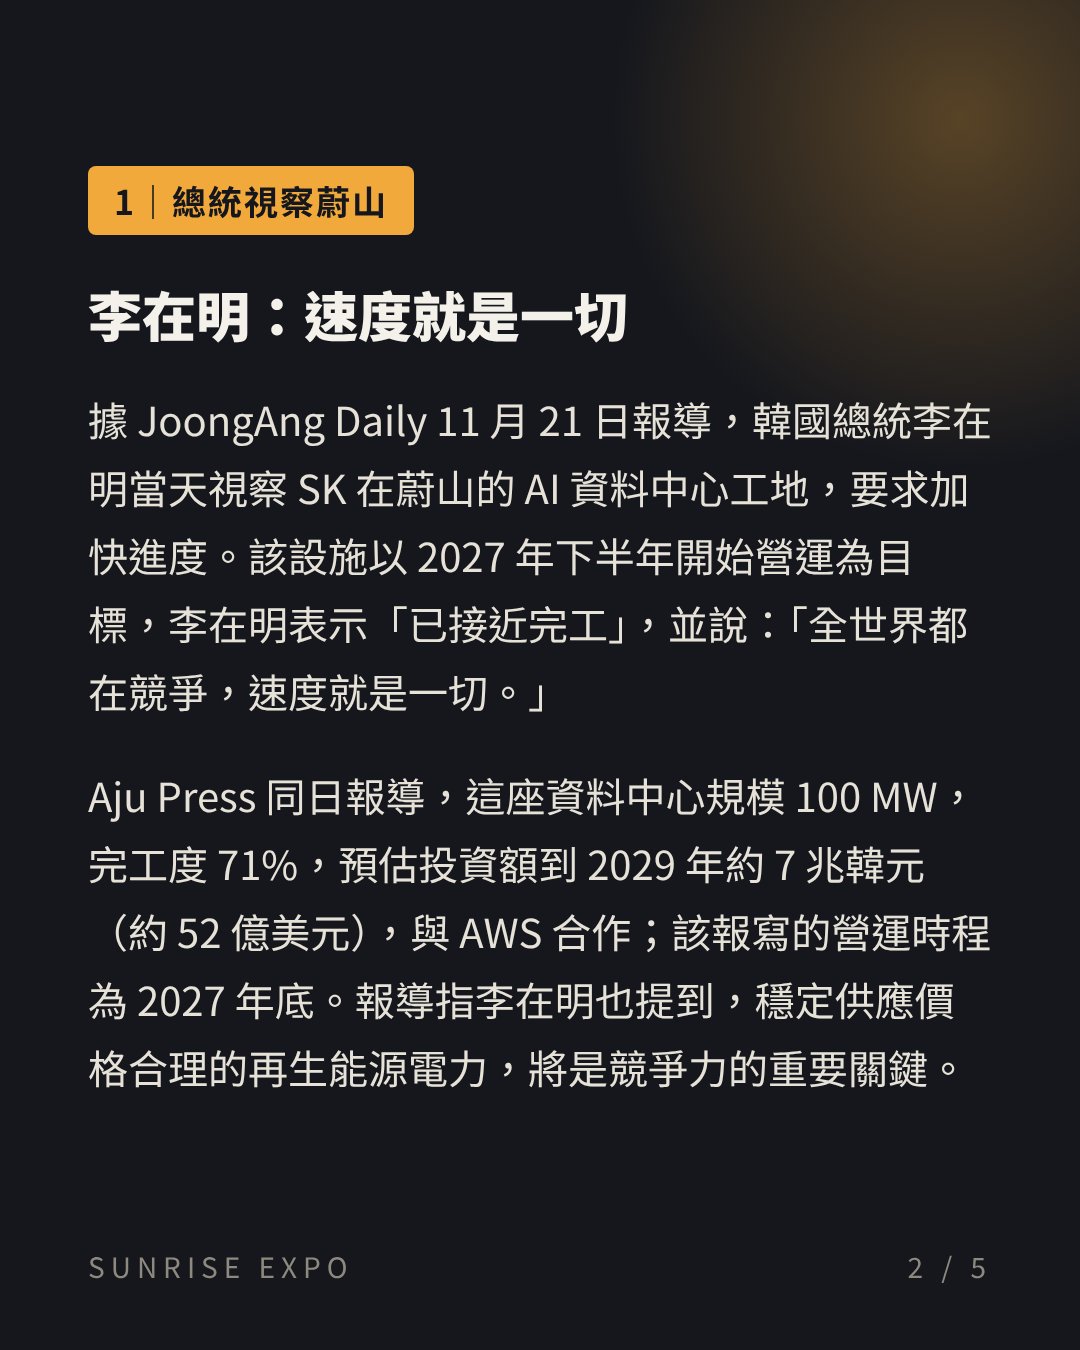 1｜總統視察蔚山
李在明：速度就是一切
據 JoongAng Daily 11 月 21 日報導，韓國總統李在
明當天視察 SK 在蔚山的 AI 資料中心工地，要求加
快進度。該設施以 2027 年下半年開始營運為目
標，李在明表示「已接近完工」，並說：「全世界都
在競爭，速度就是一切。」
Aju Press 同日報導，這座資料中心規模 100 MW，
完工度 71%，預估投資額到 2029 年約 7 兆韓元
（約 52 億美元），與 AWS 合作；該報寫的營運時程
為 2027 年底。報導指李在明也提到，穩定供應價
格合理的再生能源電力，將是競爭力的重要關鍵。
SUNRISE EXPO
2 / 5